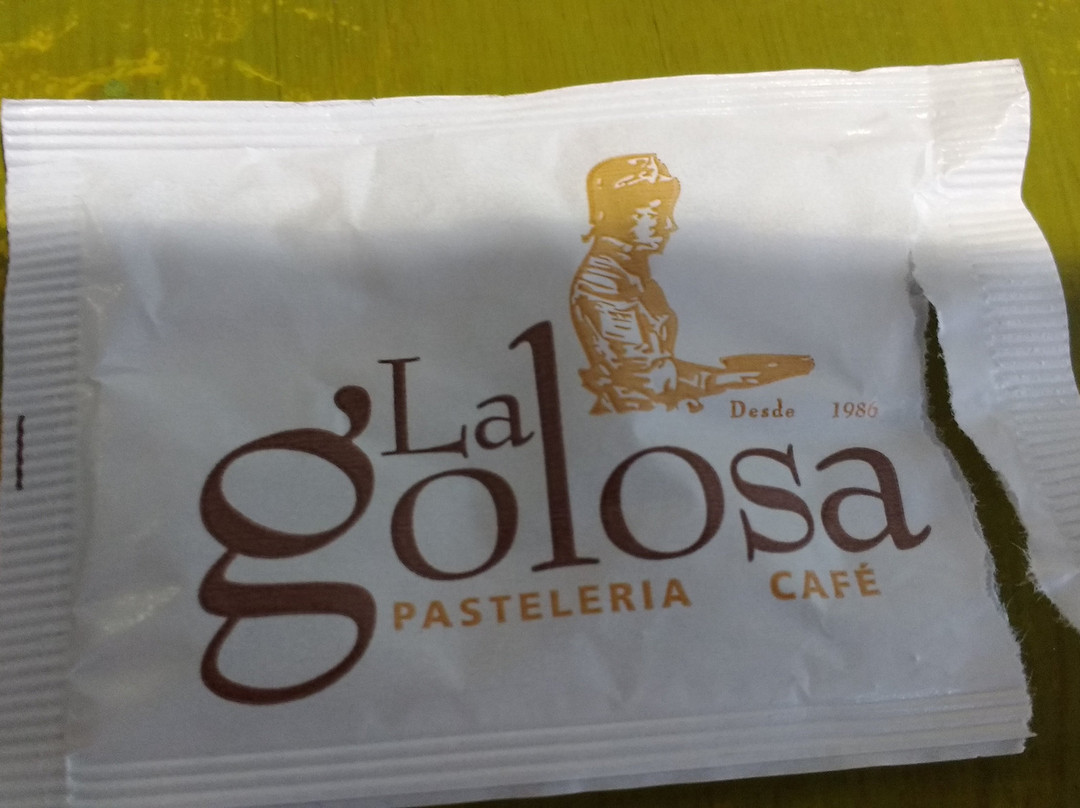 Desde 1986
La
golosa
PASTELERIA CAFÉ